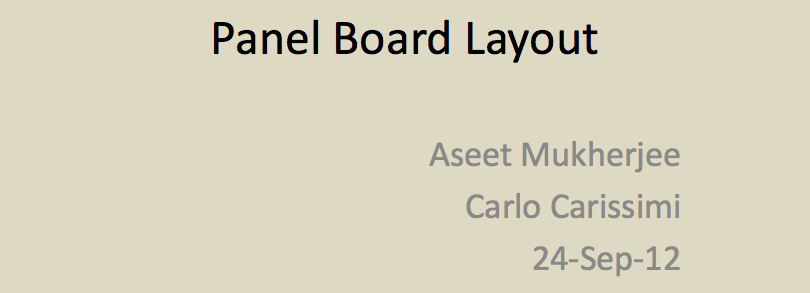 Panel Board Layout
Aseet Mukherjee
Carlo Carissimi
24-Sep-12